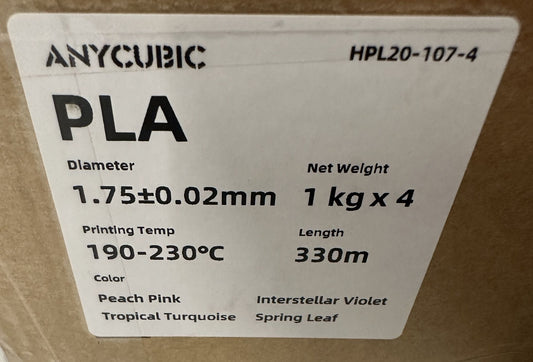 ANYCUBIC HPL20-107-4
PLA
Diameter Net Weight
1.75±0.02mm 1 kg x 4
Printing Temp Length
190-230°C 330m
Color
Peach Pink Interstellar Violet
Tropical Turquoise Spring Leaf